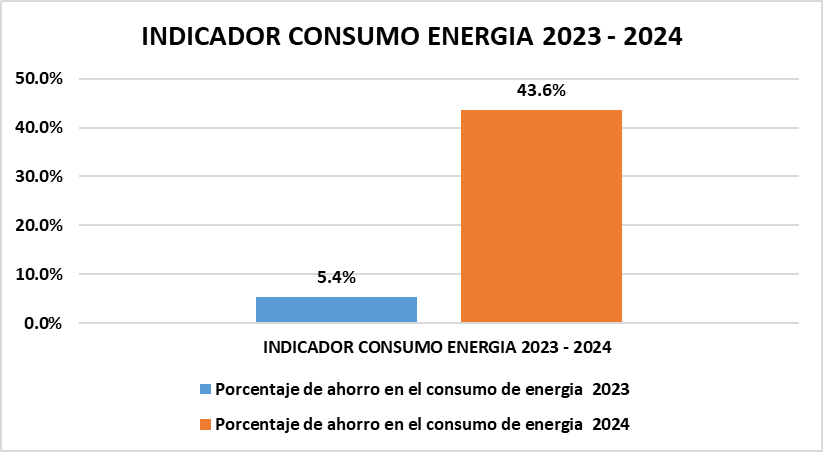 INDICADOR CONSUMO ENERGIA 2023 - 2024
50.0%
43.6%
40.0%
30.0%
20.0%
5.4%
10.0%
0.0%
INDICADOR CONSUMO ENERGIA 2023 - 2024
Porcentaje de ahorro en el consumo de energia  2023
Porcentaje de ahorro en el consumo de energia  2024